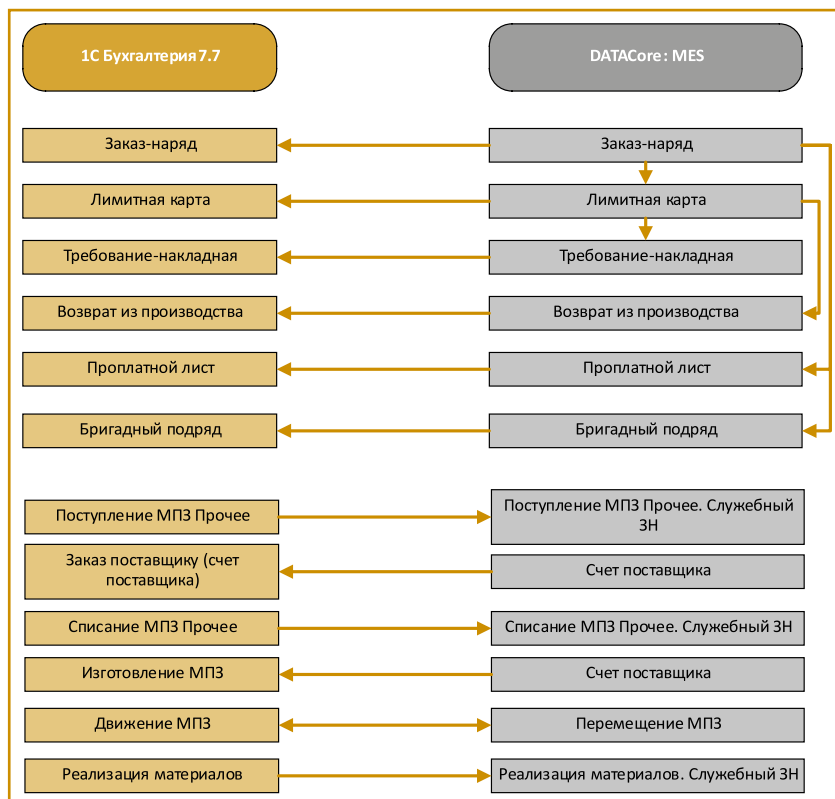 1С Бухгалтерия 7.7
DATACore: MES
Заказ-наряд
Заказ-наряд
Лимитная карта
Лимитная карта
Требование-накладная
Требование-накладная
Возврат из производства
Возврат из производства
Проплатной лист
Проплатной лист
Бригадный подряд
Бригадный подряд
Поступление МПЗ Прочее
Поступление МПЗ Прочее. Служебный
ЗН
Заказ поставщику (счет
поставщика)
Счет поставщика
Списание МПЗ Прочее
Списание МПЗ Прочее. Служебный ЗН
Изготовление МПЗ
Счет поставщика
Движение МПЗ
Перемещение МПЗ
Реализация материалов
Реализация материалов. Служебный ЗН